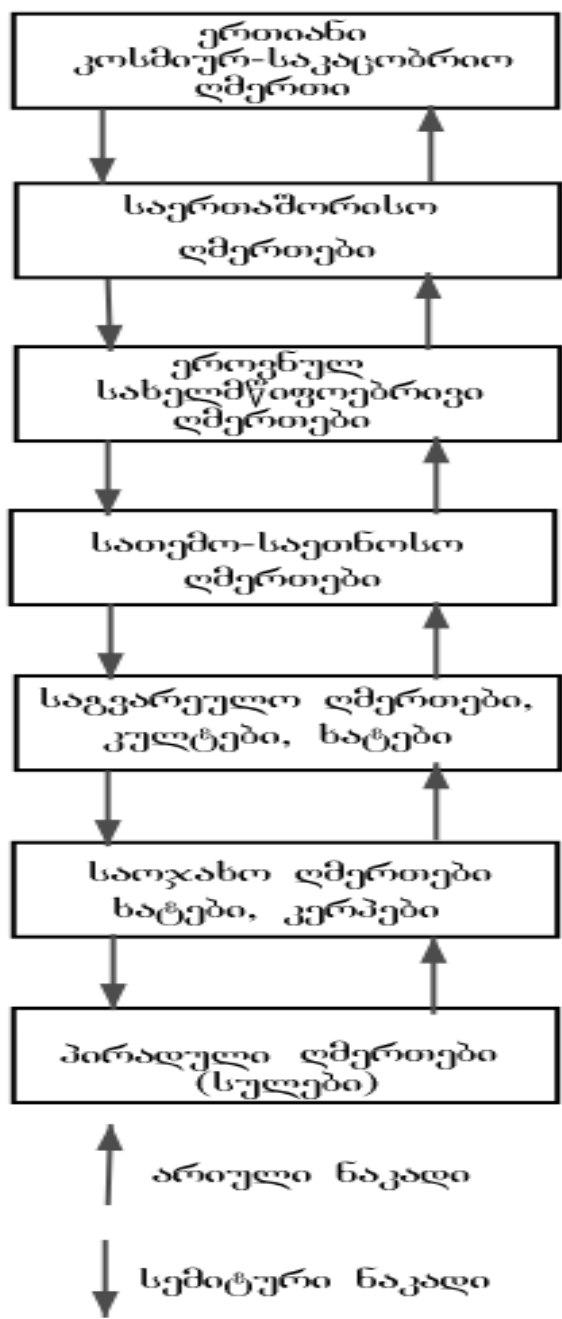 ერთიანი
კოსმიურ-საკაცობრიო
ღმერთი
საერთაშორისო
ღმერთები
ეროვნულ
სახელმწიფოებრივი
ღმერთები
სათემო-საეთნოსო
ღმერთები
საგვარეულო ღმერთები,
კულტები, ხატები
საოჯახო ღმერთები
ხატები, კერპები
პირადული ღმერთები
(სულები)
არიული ნაკადი
სემიტური ნაკადი